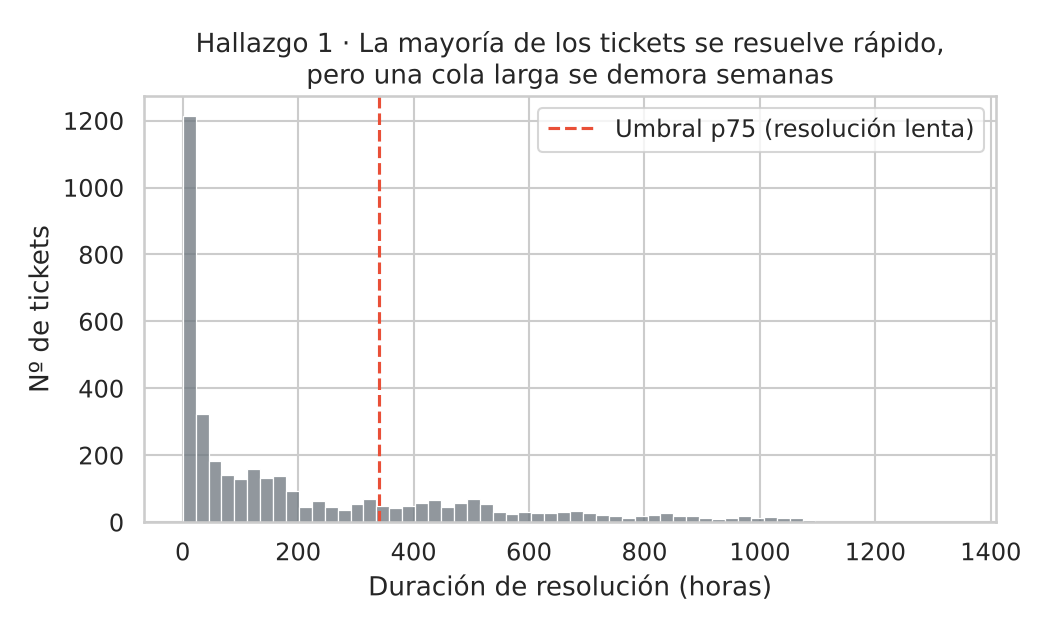 Hallazgo 1 · La mayoría de los tickets se resuelve rápido,
pero una cola larga se demora semanas
Umbral p75 (resolución lenta)
Nº de tickets
1200
1000
800
600
400
200
0
0 200 400 600 800 1000 1200 1400
Duración de resolución (horas)